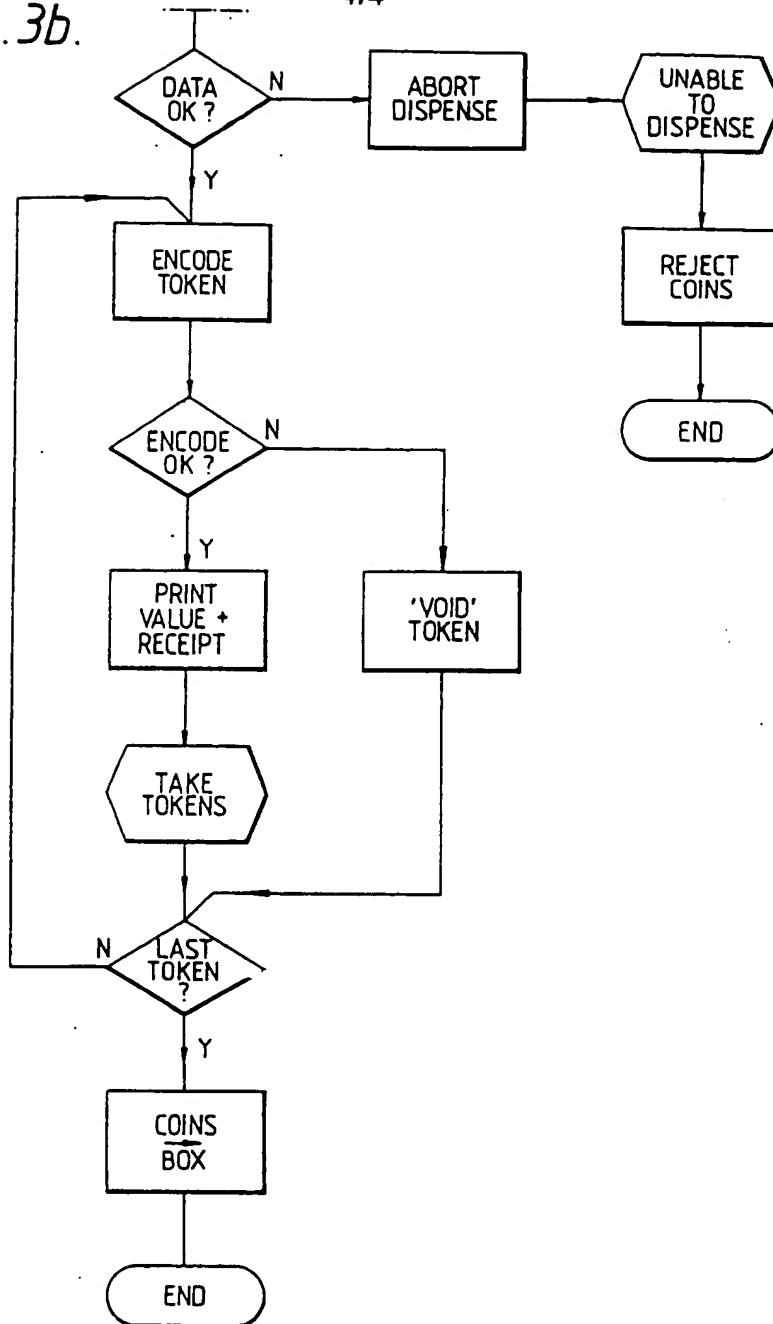 .3b.
DATA
OK ?
N
ABORT
DISPENSE
UNABLE
TO
DISPENSE
Y
ENCODE
TOKEN
REJECT
COINS
ENCODE
OK ?
N
END
Y
PRINT
VALUE +
RECEIPT
'VOID'
TOKEN
TAKE
TOKENS
N
LAST
TOKEN
?
Y
COINS
BOX
END